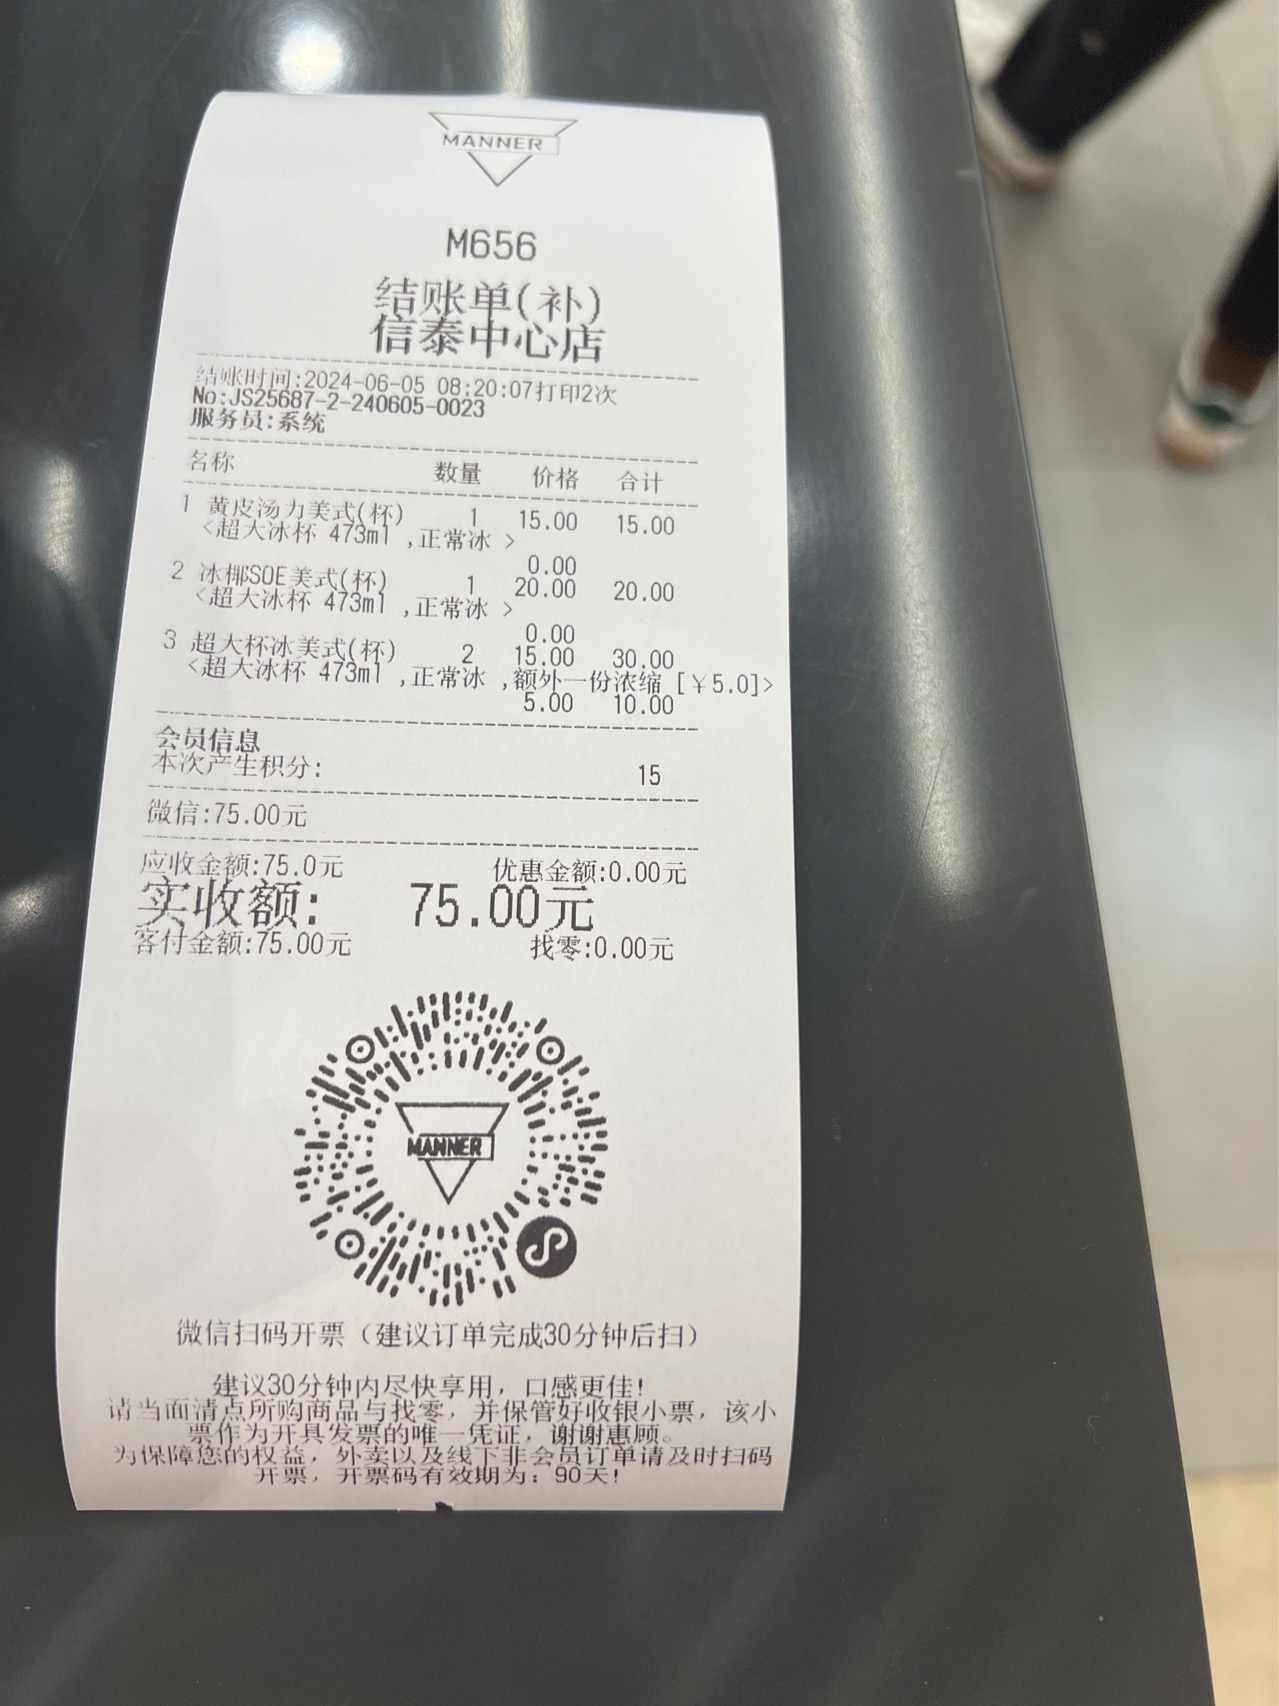 MANNER
M656
结账单(补)
信泰中心店
结账时间:2024-06-05 08:20:07打印2次
No:JS25687-2-240605-0023
服务员:系统
名称 数量 价格 合计
1 黄皮汤力美式(杯) 1 15.00 15.00
<超大冰杯 473ml ,正常冰 >
0.00
2 冰椰SOE美式(杯) 1 20.00 20.00
<超大冰杯 473ml ,正常冰 >
0.00
3 超大杯冰美式(杯) 2 15.00 30.00
<超大冰杯 473ml ,正常冰 ,额外一份浓缩 [￥5.0]>
5.00 10.00
会员信息
本次产生积分: 15
微信:75.00元
应收金额:75.0元 优惠金额:0.00元
实收额: 75.00元
客付金额:75.00元 找零:0.00元
MANNER
微信扫码开票（建议订单完成30分钟后扫）
建议30分钟内尽快享用，口感更佳!
请当面清点所购商品与找零，并保管好收银小票，该小
票作为开具发票的唯一凭证，谢谢惠顾。
为保障您的权益，外卖以及线下非会员订单请及时扫码
开票，开票码有效期为：90天!